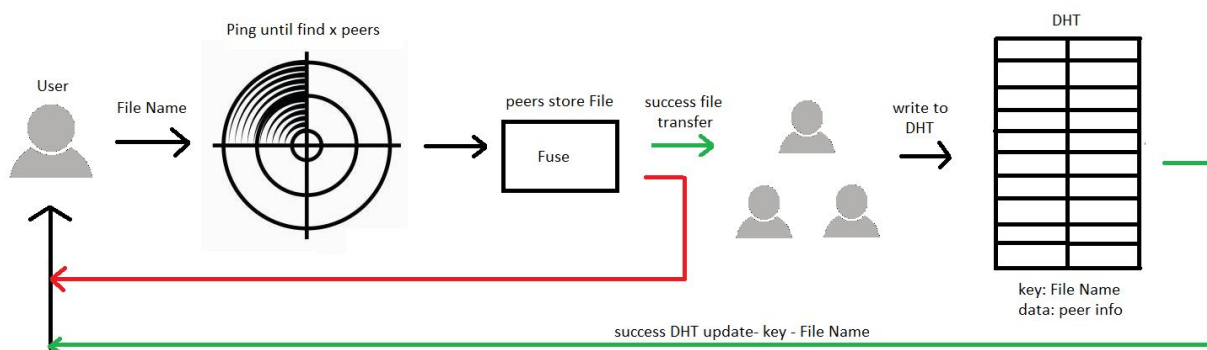 Ping until find x peers
DHT
User
File Name
peers store File
success file
transfer
write to
DHT
Fuse
key: File Name
data: peer info
success DHT update- key - File Name